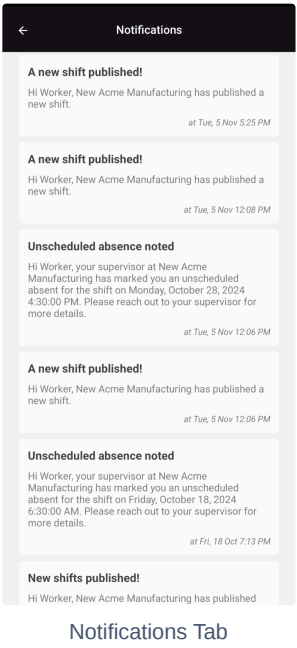 Notifications
A new shift published!
Hi Worker, New Acme Manufacturing has published a
new shift.
at Tue, 5 Nov 5:25 PM
A new shift published!
Hi Worker, New Acme Manufacturing has published a
new shift.
at Tue, 5 Nov 12:08 PM
Unscheduled absence noted
Hi Worker, your supervisor at New Acme
Manufacturing has marked you an unscheduled
absent for the shift on Monday, October 28, 2024
4:30:00 PM. Please reach out to your supervisor for
more details.
at Tue, 5 Nov 12:06 PM
A new shift published!
Hi Worker, New Acme Manufacturing has published a
new shift.
at Tue, 5 Nov 12:06 PM
Unscheduled absence noted
Hi Worker, your supervisor at New Acme
Manufacturing has marked you an unscheduled
absent for the shift on Friday, October 18, 2024
6:30:00 AM. Please reach out to your supervisor for
more details.
at Fri, 18 Oct 7:13 PM
New shifts published!
Hi Worker, New Acme Manufacturing has published
Notifications Tab